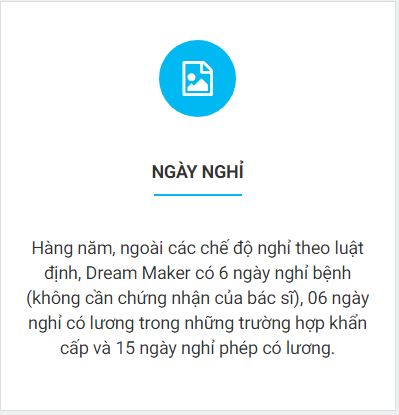 NGÀY NGHỈ
Hàng năm, ngoài các chế độ nghỉ theo luật
định, Dream Maker có 6 ngày nghỉ bệnh
(không cần chứng nhận của bác sĩ), 06 ngày
nghỉ có lương trong những trường hợp khẩn
cấp và 15 ngày nghỉ phép có lương.